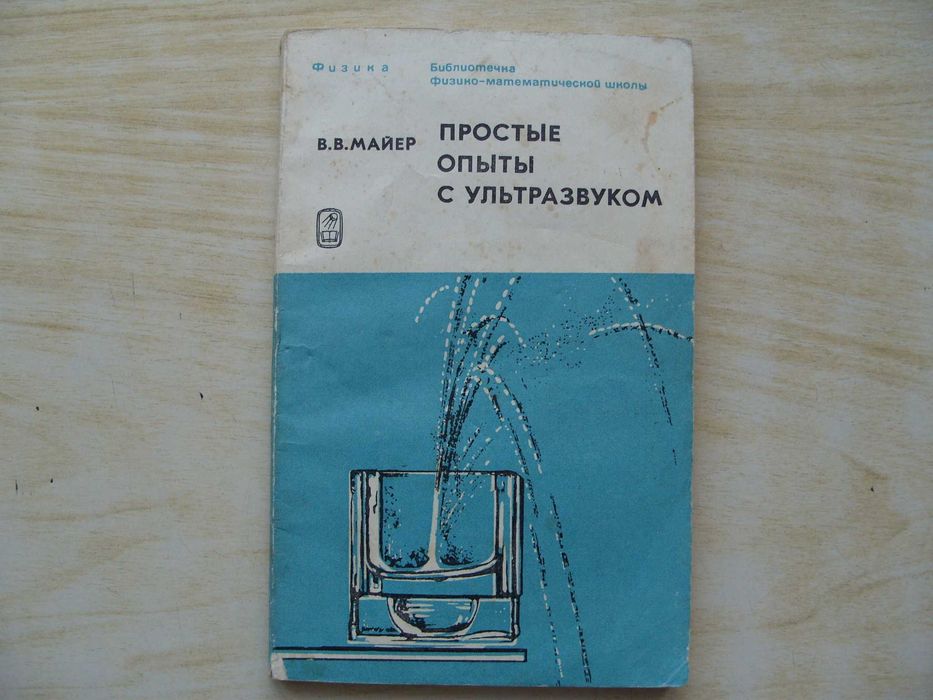 Физика
Библиотечка
физико-математической школы
В.В.МАЙЕР
ПРОСТЫЕ
ОПЫТЫ
С УЛЬТРАЗВУКОМ